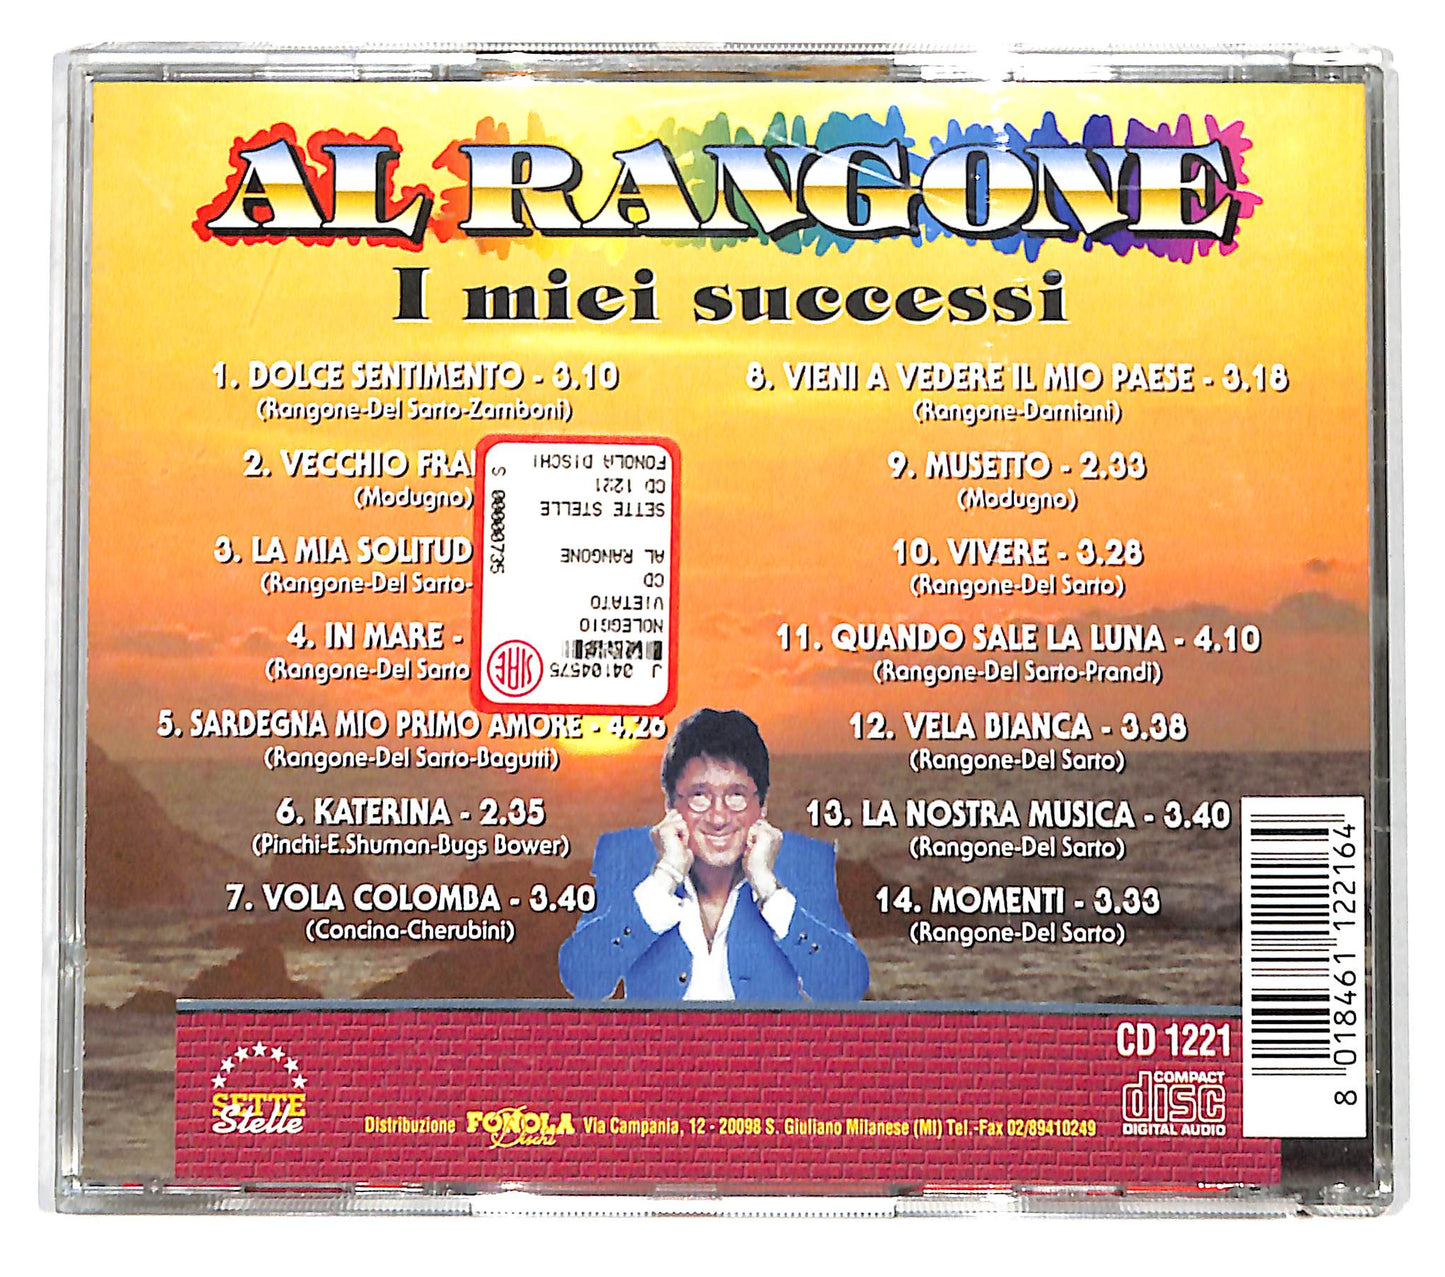 AL RANGONE
I miei successi
1. DOLCE SENTIMENTO - 3.10
(Rangone-Del Sarto-Zamboni)
2. VECCHIO FRA
(Modugno)
3. LA MIA SOLITUD
(Rangone-Del Sarto-
4. IN MARE -
(Rangone-Del Sarto
5. SARDEGNA MIO PRIMO AMORE - 4.26
(Rangone-Del Sarto-Bagutti)
6. KATERINA - 2.35
(Pinchi-E.Shuman-Bugs Bower)
7. VOLA COLOMBA - 3.40
(Concina-Cherubini)
8. VIENI A VEDERE IL MIO PAESE - 3.18
(Rangone-Damiani)
9. MUSETTO - 2.33
(Modugno)
10. VIVERE - 3.28
(Rangone-Del Sarto)
11. QUANDO SALE LA LUNA - 4.10
(Rangone-Del Sarto-Prandi)
12. VELA BIANCA - 3.38
(Rangone-Del Sarto)
13. LA NOSTRA MUSICA - 3.40
(Rangone-Del Sarto)
14. MOMENTI - 3.33
(Rangone-Del Sarto)
J 04104575
SIAE
NOLEGGIO
VIETATO
CD
AL RANGONE
SETTE STELLE
CD 1221
FONOLA DISCHI
S 00000735
CD 1221
COMPACT
disc
DIGITAL AUDIO
SETTE
Stelle
Distribuzione FONOLA Dischi Via Campania, 12 - 20098 S. Giuliano Milanese (MI) Tel.-Fax 02/89410249
8 018461 122164